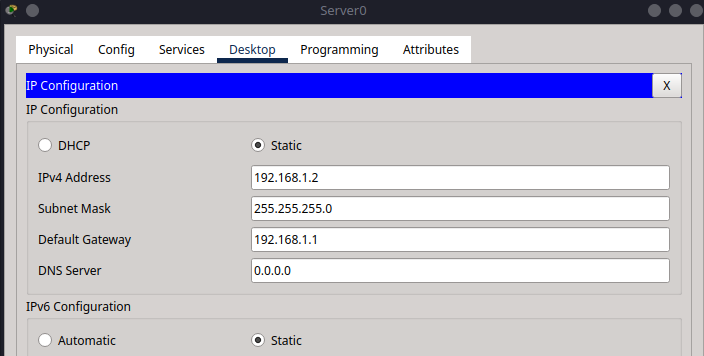 Server0
Physical Config Services Desktop Programming Attributes
IP Configuration X
IP Configuration
DHCP Static
IPv4 Address 192.168.1.2
Subnet Mask 255.255.255.0
Default Gateway 192.168.1.1
DNS Server 0.0.0.0
IPv6 Configuration
Automatic Static